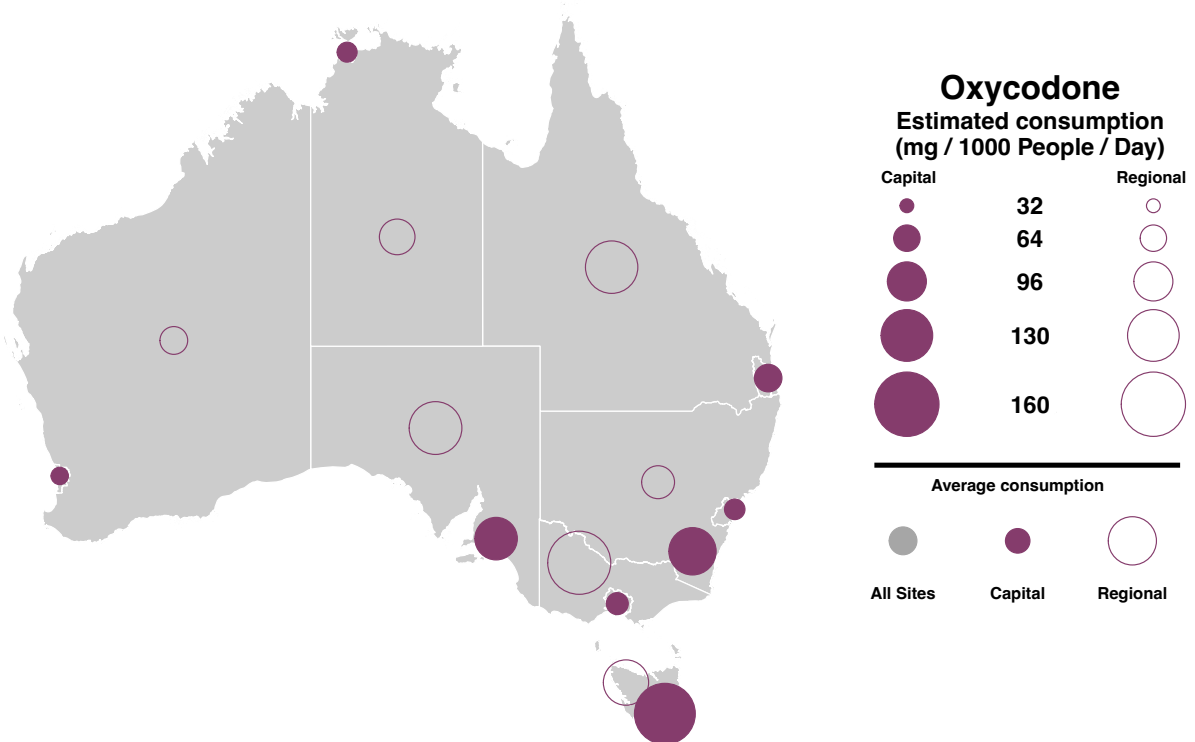 Oxycodone
Estimated consumption
(mg / 1000 People / Day)
Capital Regional
32
64
96
130
160
Average consumption
All Sites Capital Regional